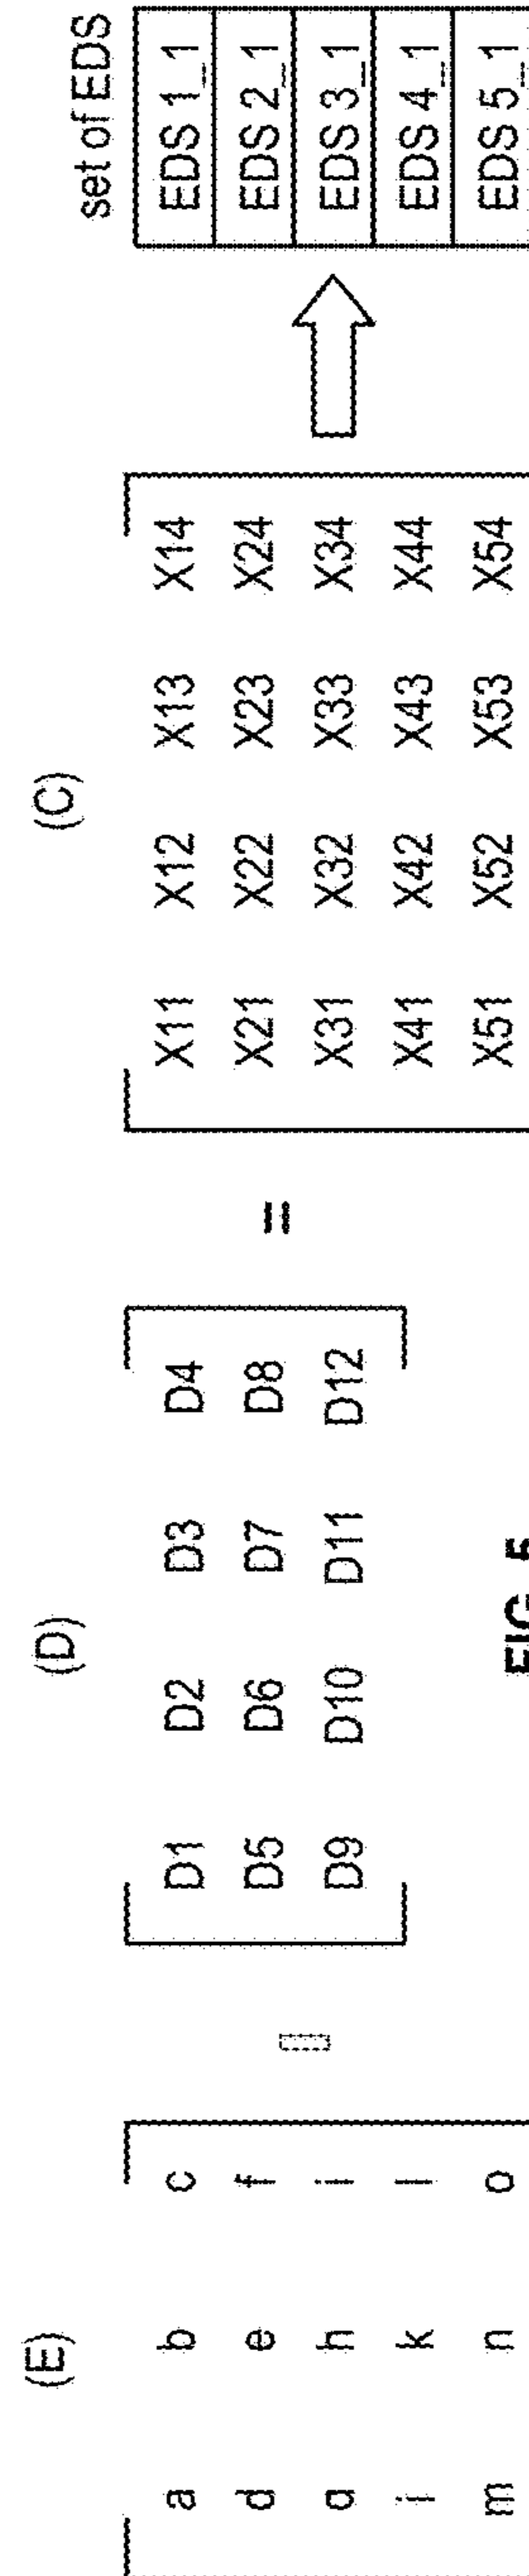 (E) (D) (C) set of EDS
a b c D1 D2 D3 D4 X11 X12 X13 X14 EDS 1_1
d e f D5 D6 D7 D8 = X21 X22 X23 X24 EDS 2_1
g h i D9 D10 D11 D12 X31 X32 X33 X34 EDS 3_1
j k l X41 X42 X43 X44 EDS 4_1
m n o X51 X52 X53 X54 EDS 5_1
FIG. 5